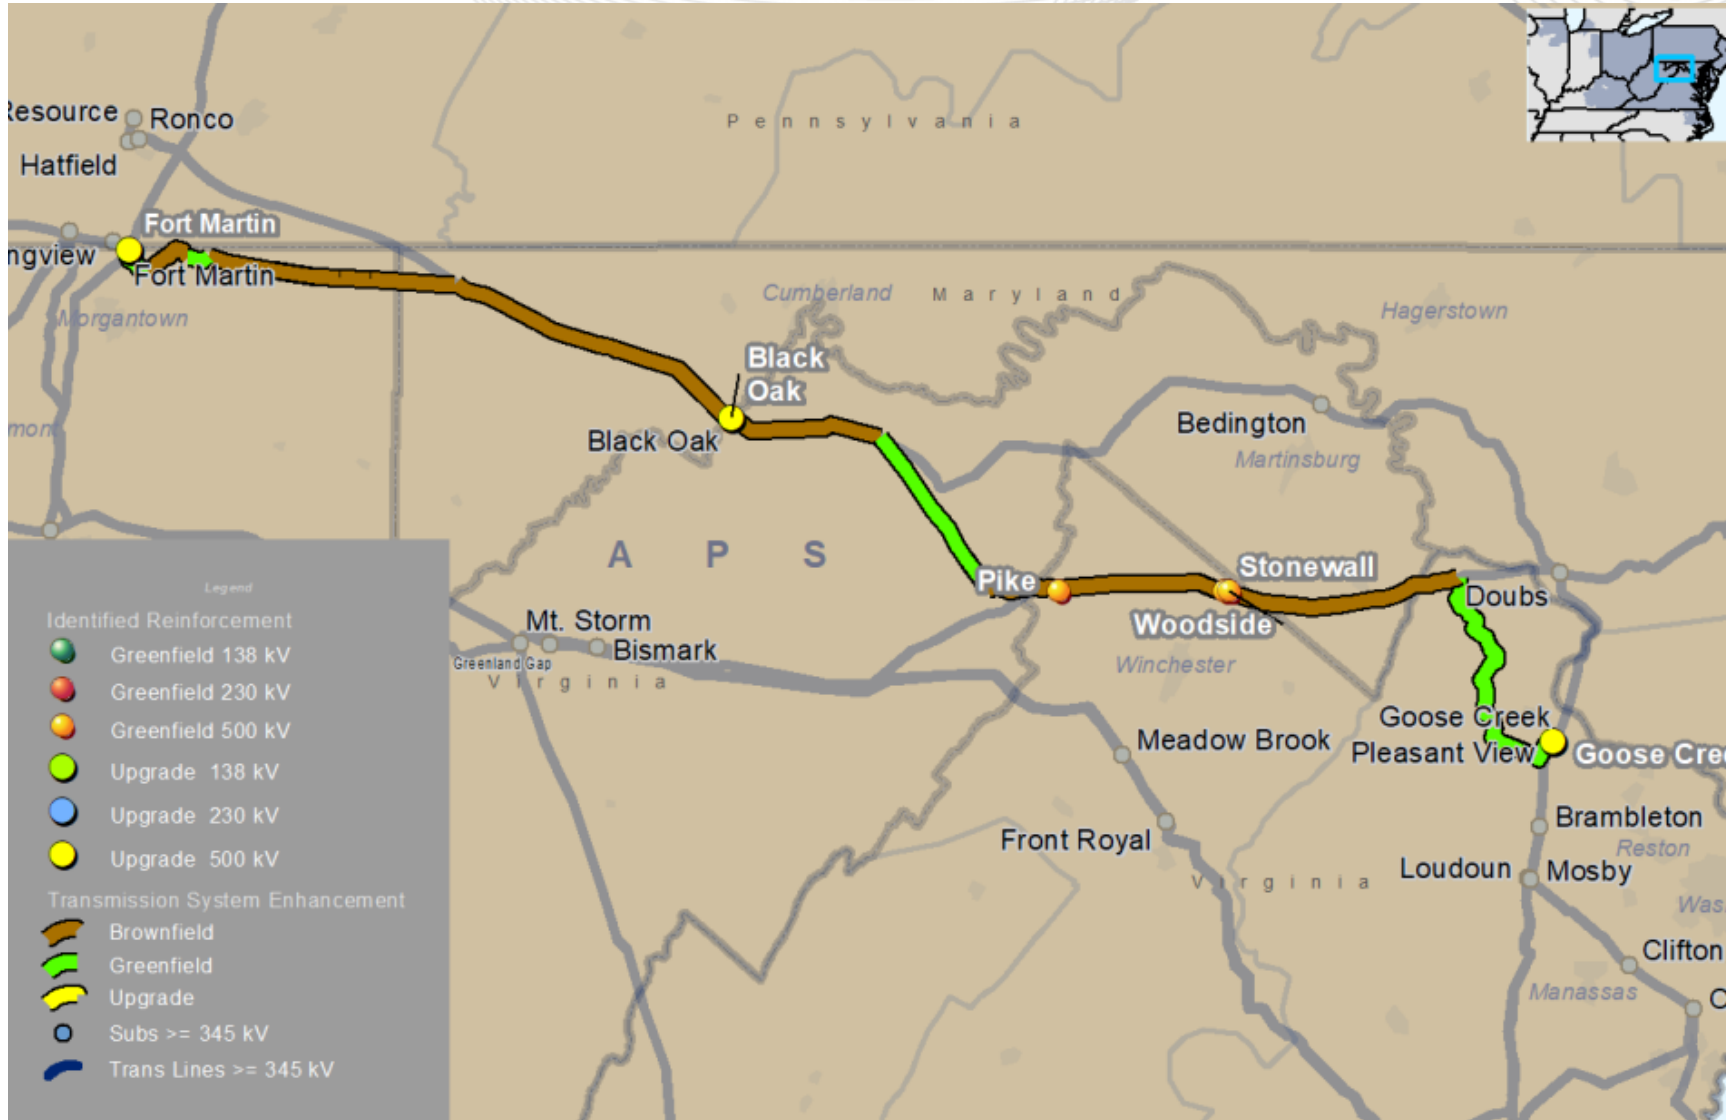 Resource
Ronco
Hatfield
Pennsylvania
Fort Martin
ngview
Fort Martin
Morgantown
Cumberland
Maryland
Hagerstown
Black
Oak
Black Oak
Bedington
Martinsburg
mont
APS
Pike
Stonewall
Woodside
Doubs
Mt. Storm
Bismark
Greenland Gap
Virginia
Winchester
Meadow Brook
Goose Creek
Pleasant View
Goose Cree
Front Royal
Brambleton
Reston
Loudoun
Mosby
Virginia
Was
Clifton
Manassas
O
Legend
Identified Reinforcement
Greenfield 138 kV
Greenfield 230 kV
Greenfield 500 kV
Upgrade 138 kV
Upgrade 230 kV
Upgrade 500 kV
Transmission System Enhancement
Brownfield
Greenfield
Upgrade
Subs >= 345 kV
Trans Lines >= 345 kV